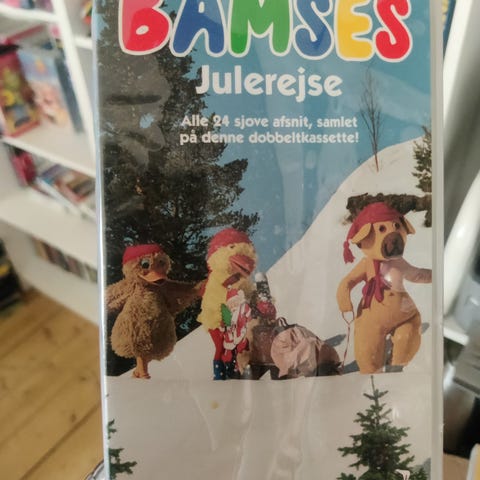 BAMSES
Julerejse
Alle 24 sjove afsnit, samlet
på denne dobbeltkassette!